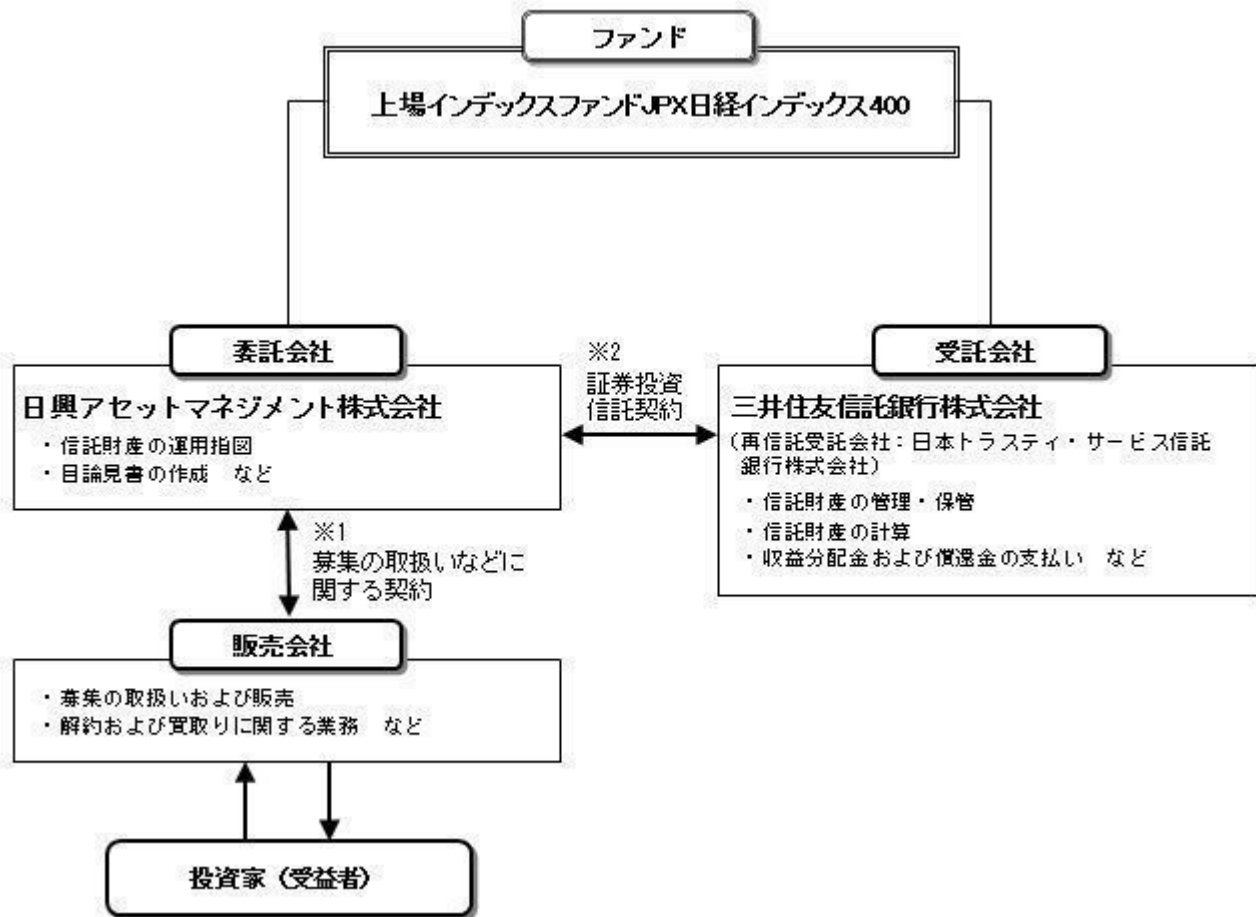 ファンド
上場インデックスファンドJPX日経インデックス400
委託会社
日興アセットマネジメント株式会社
・信託財産の運用指図
・目論見書の作成　など
※2
証券投資
信託契約
受託会社
三井住友信託銀行株式会社
(再信託受託会社：日本トラスティ・サービス信託
銀行株式会社)
・信託財産の管理・保管
・信託財産の計算
・収益分配金および償還金の支払い　など
※1
募集の取扱いなどに
関する契約
販売会社
・募集の取扱いおよび販売
・解約および買取りに関する業務　など
投資家（受益者）